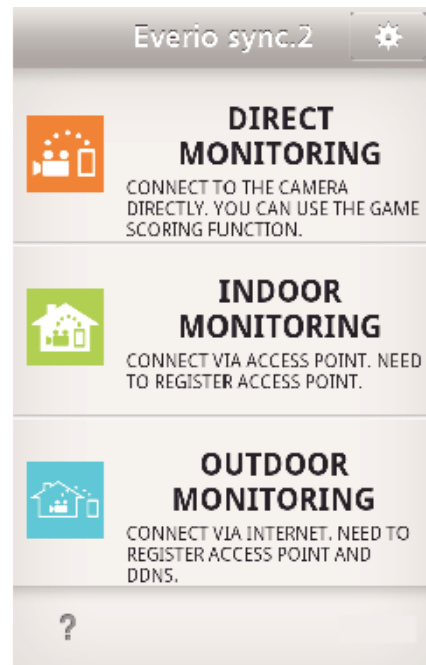 Everio sync.2
DIRECT
MONITORING
CONNECT TO THE CAMERA
DIRECTLY. YOU CAN USE THE GAME
SCORING FUNCTION.
INDOOR
MONITORING
CONNECT VIA ACCESS POINT. NEED
TO REGISTER ACCESS POINT.
OUTDOOR
MONITORING
CONNECT VIA INTERNET. NEED TO
REGISTER ACCESS POINT AND
DDNS.
?